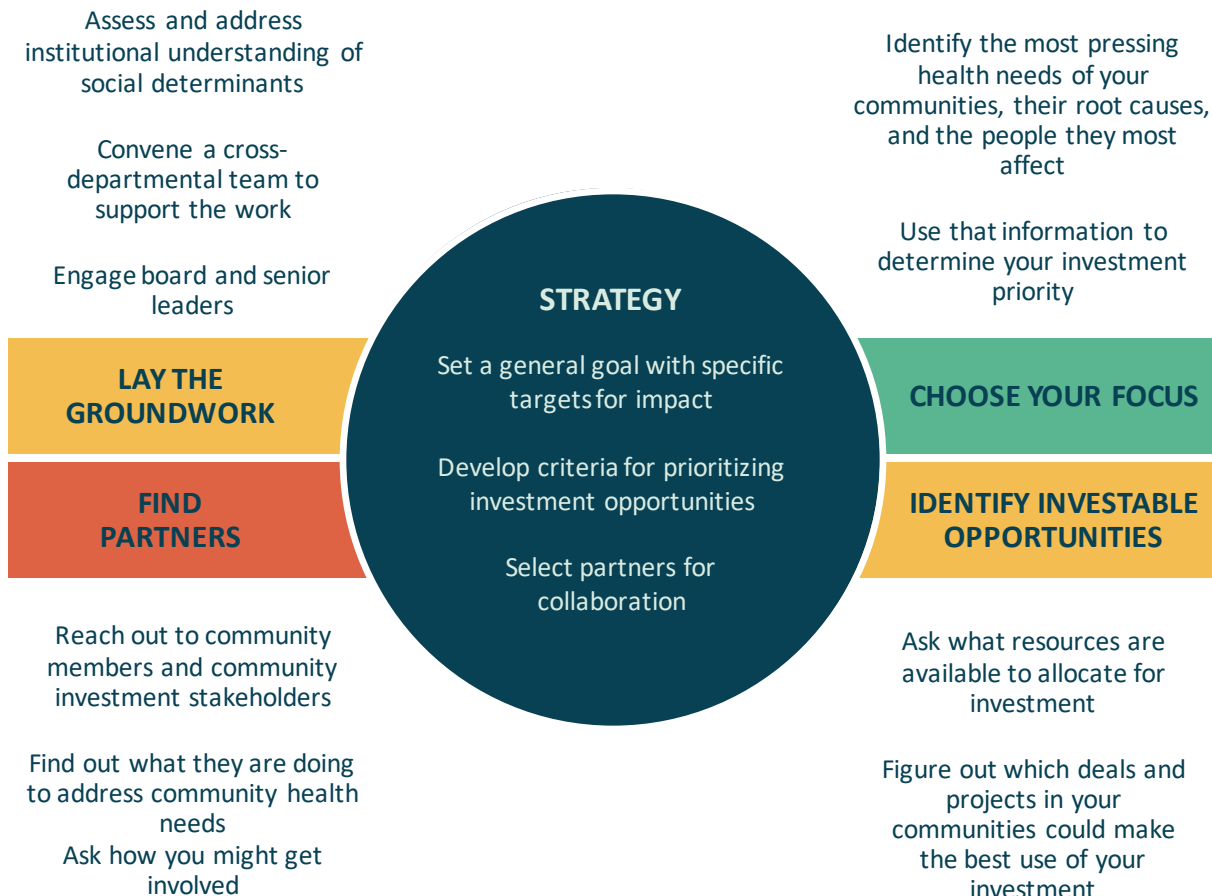 Assess and address
institutional understanding of
social determinants
Convene a cross-
departmental team to
support the work
Engage board and senior
leaders
LAY THE
GROUNDWORK
FIND
PARTNERS
Reach out to community
members and community
investment stakeholders
Find out what they are doing
to address community health
needs
Ask how you might get
involved
STRATEGY
Set a general goal with specific
targets for impact
Develop criteria for prioritizing
investment opportunities
Select partners for
collaboration
Identify the most pressing
health needs of your
communities, their root causes,
and the people they most
affect
Use that information to
determine your investment
priority
CHOOSE YOUR FOCUS
IDENTIFY INVESTABLE
OPPORTUNITIES
Ask what resources are
available to allocate for
investment
Figure out which deals and
projects in your
communities could make
the best use of your
investment